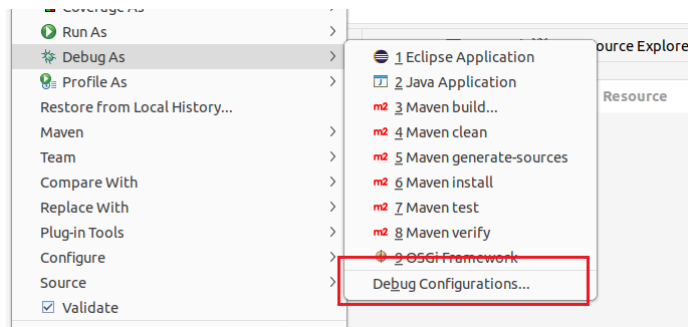 Coverage As
Run As
Debug As
Profile As
Restore from Local History...
Maven
Team
Compare With
Replace With
Plug-in Tools
Configure
Source
Validate
1 Eclipse Application
2 Java Application
m2 3 Maven build...
m2 4 Maven clean
m2 5 Maven generate-sources
m2 6 Maven install
m2 7 Maven test
m2 8 Maven verify
9 OSGi Framework
Debug Configurations...
ource Explore
Resource